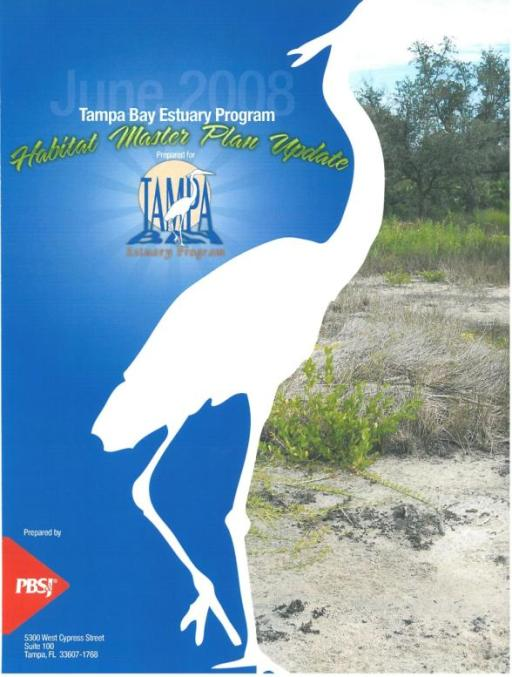 June 2008
Tampa Bay Estuary Program
Habitat Master Plan Update
Prepared for
TAMPA
BAY
Estuary Program
Prepared by
PBSJ
5300 West Cypress Street
Suite 100
Tampa, FL 33607-1768